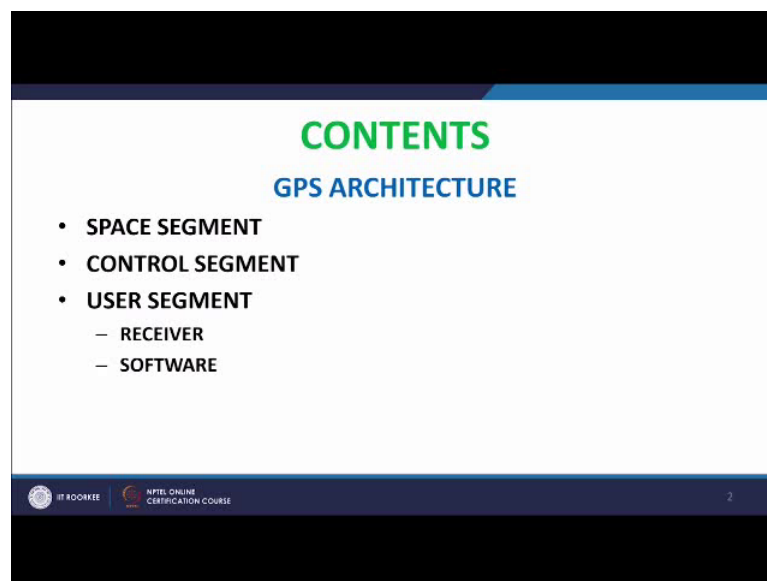 CONTENTS
GPS ARCHITECTURE
• SPACE SEGMENT
• CONTROL SEGMENT
• USER SEGMENT
– RECEIVER
– SOFTWARE
IIT ROORKEE
NPTEL ONLINE
CERTIFICATION COURSE
2